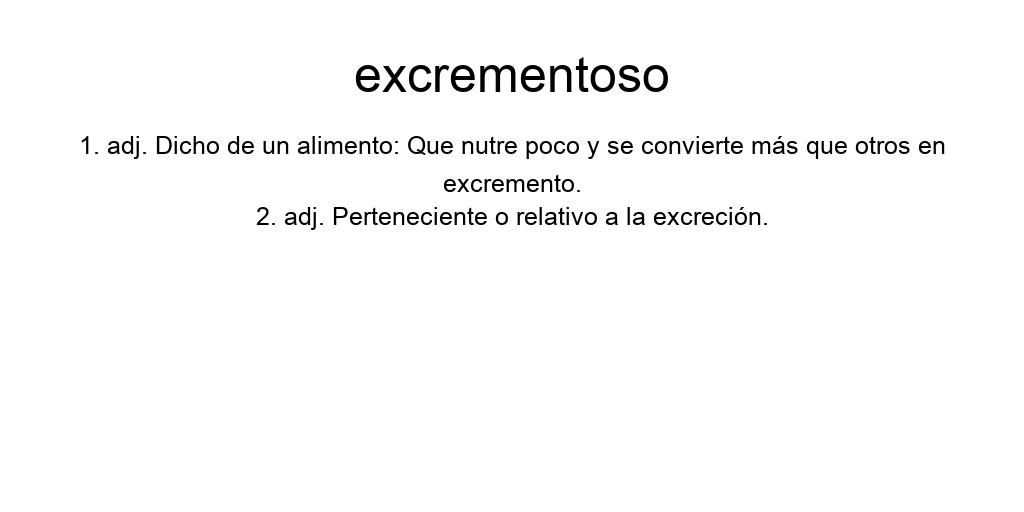 excrementoso
1. adj. Dicho de un alimento: Que nutre poco y se convierte más que otros en
excremento.
2. adj. Perteneciente o relativo a la excreción.